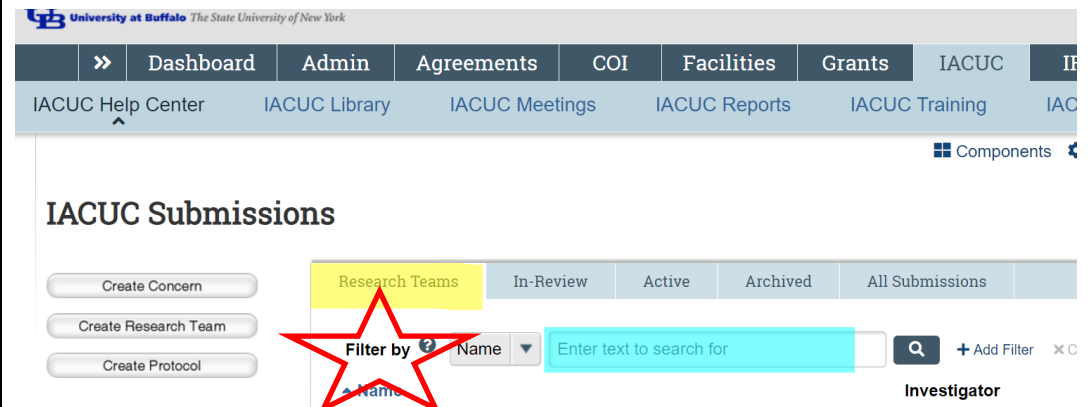 UB University at Buffalo The State University of New York
» Dashboard Admin Agreements COI Facilities Grants IACUC
IACUC Help Center IACUC Library IACUC Meetings IACUC Reports IACUC Training
Components
IACUC Submissions
Research Teams In-Review Active Archived All Submissions
Create Concern
Create Research Team
Create Protocol
Filter by ? Name Enter text to search for + Add Filter
Name Investigator